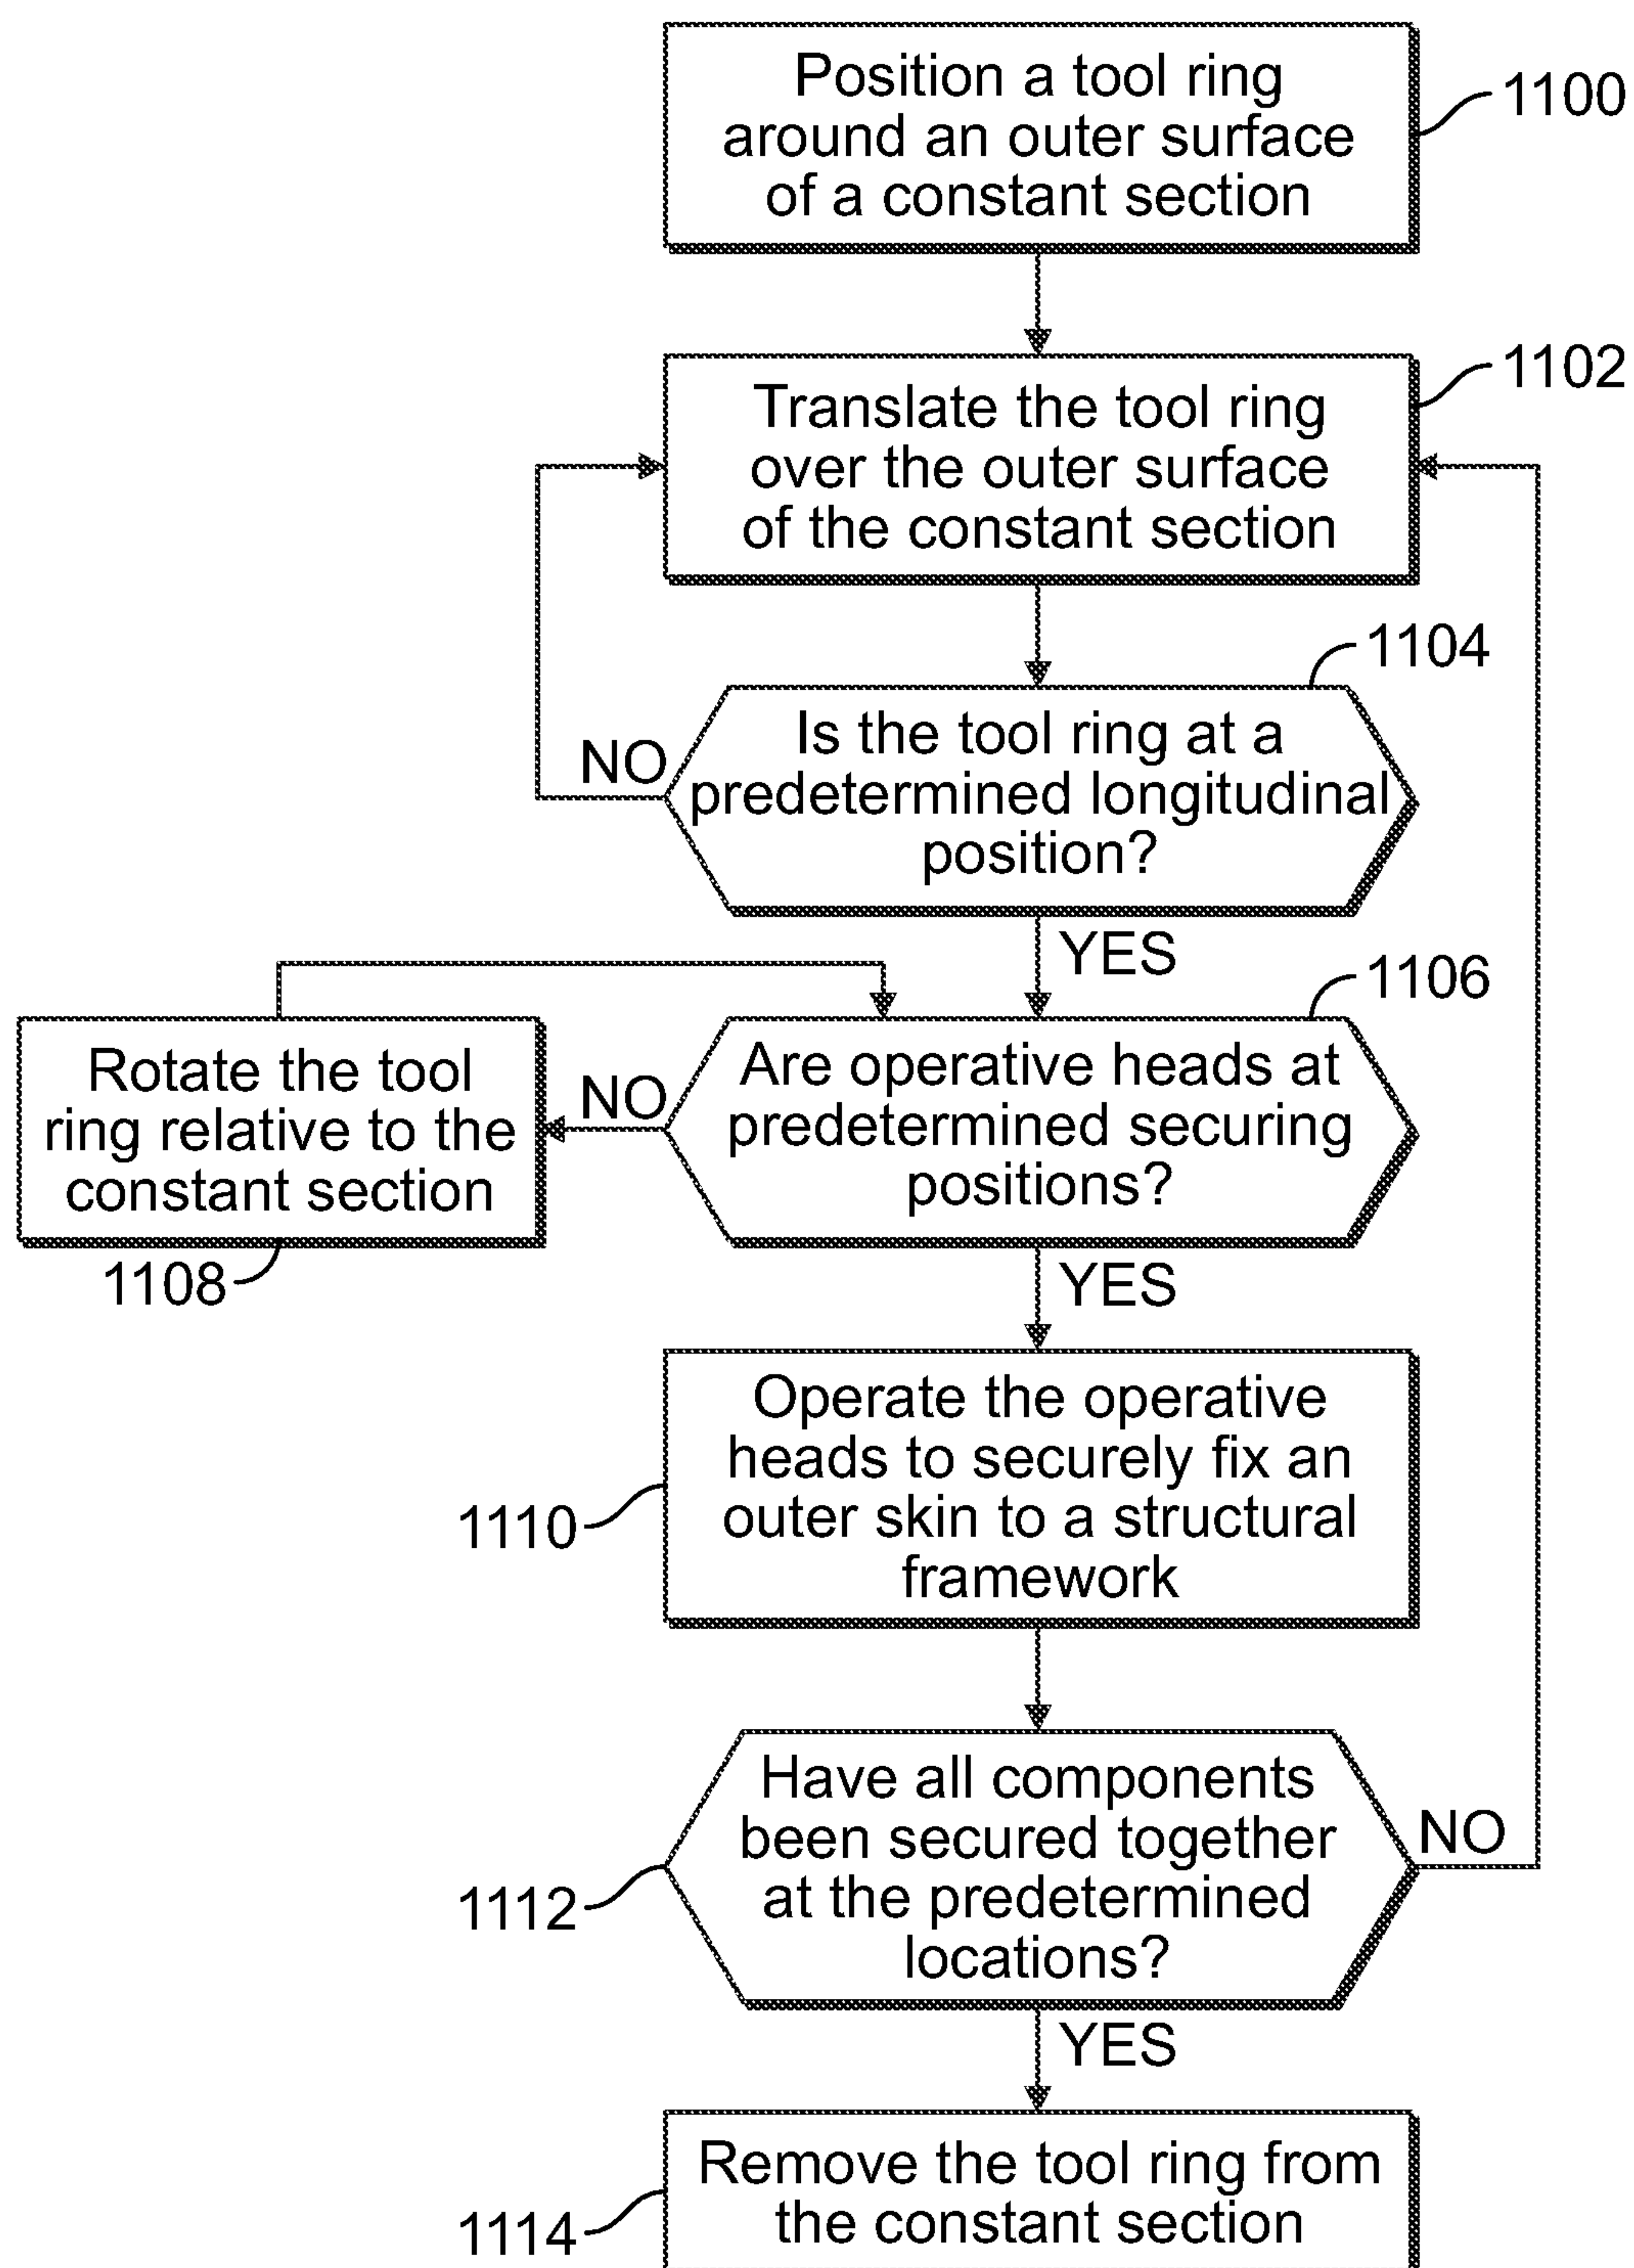 Position a tool ring
around an outer surface
of a constant section
1100
Translate the tool ring
over the outer surface
of the constant section
1102
1104
Is the tool ring at a
predetermined longitudinal
position?
NO
YES
1106
Are operative heads at
predetermined securing
positions?
NO
Rotate the tool
ring relative to the
constant section
1108
YES
Operate the operative
heads to securely fix an
outer skin to a structural
framework
1110
Have all components
been secured together
at the predetermined
locations?
NO
1112
YES
Remove the tool ring from
the constant section
1114